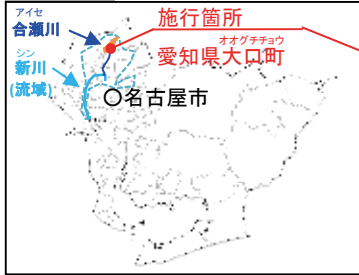 アイセ
合瀬川
シン
新川
(流域)
施行箇所
オオグチチョウ
愛知県大口町
名古屋市